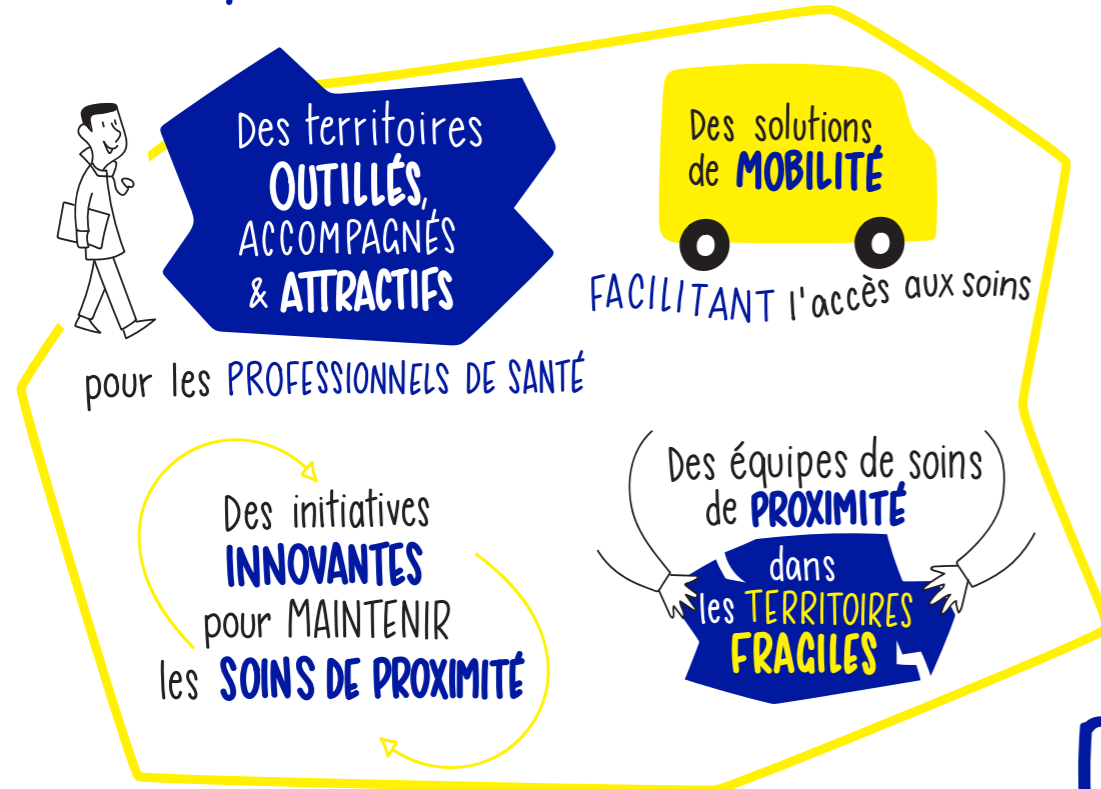 Des territoires
OUTILLÉS,
ACCOMPAGNÉS
& ATTRACTIFS
pour les PROFESSIONNELS DE SANTÉ
Des solutions
de MOBILITÉ
FACILITANT l'accès aux soins
Des initiatives
INNOVANTES
pour MAINTENIR
les SOINS DE PROXIMITÉ
Des équipes de soins
de PROXIMITÉ
dans
les TERRITOIRES
FRAGILES